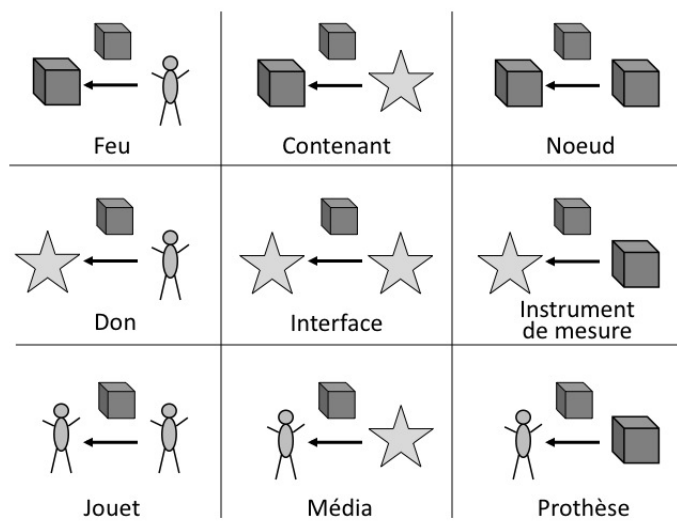 Feu
Contenant
Noeud
Don
Interface
Instrument
de mesure
Jouet
Média
Prothèse